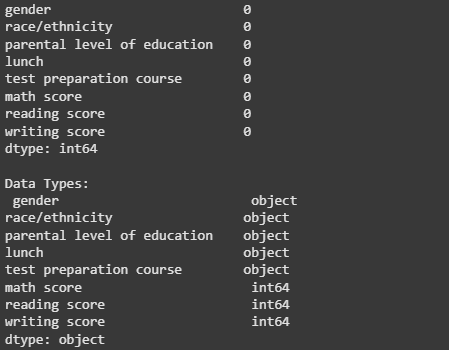 gender                         0
race/ethnicity                 0
parental level of education    0
lunch                          0
test preparation course        0
math score                     0
reading score                  0
writing score                  0
dtype: int64

Data Types:
 gender                         object
race/ethnicity                 object
parental level of education    object
lunch                          object
test preparation course        object
math score                      int64
reading score                   int64
writing score                   int64
dtype: object